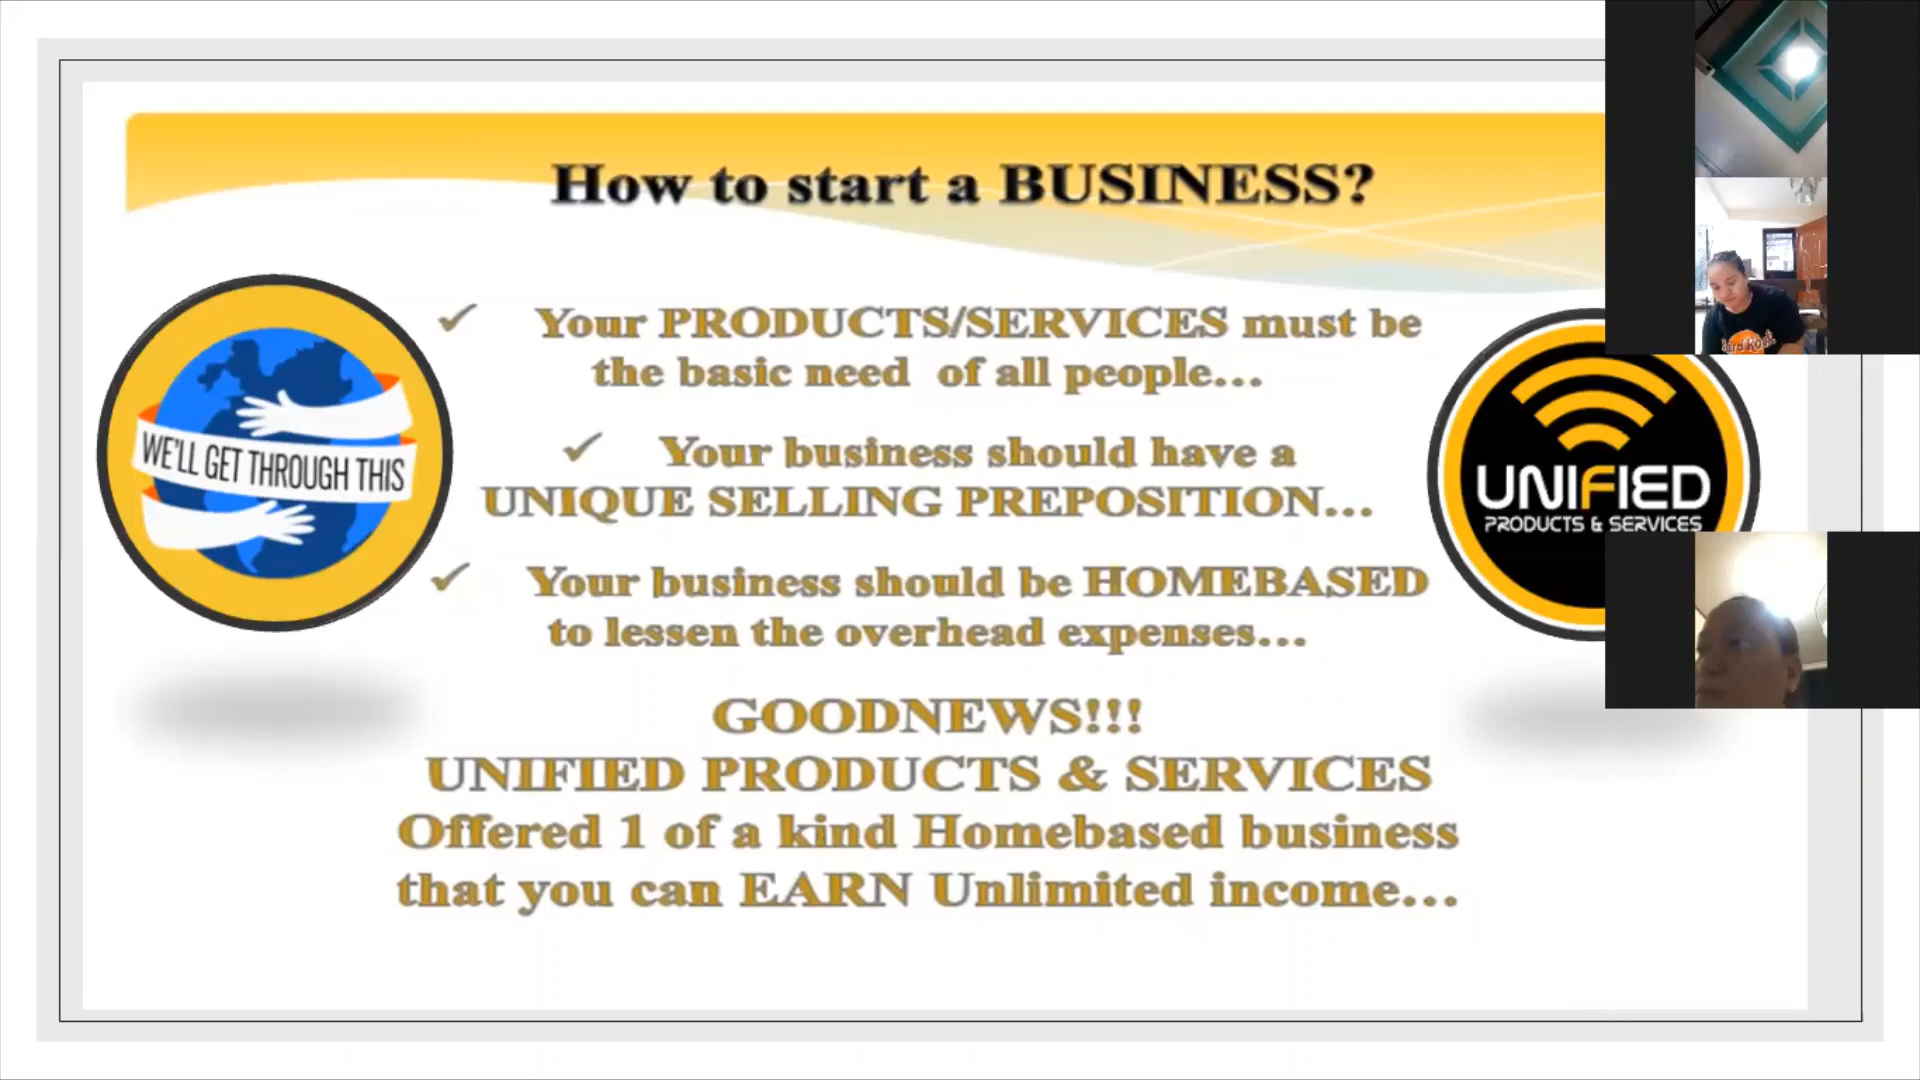 How to start a BUSINESS?
✓ Your PRODUCTS/SERVICES must be
the basic need of all people...
✓ Your business should have a
UNIQUE SELLING PREPOSITION...
✓ Your business should be HOMEBASED
to lessen the overhead expenses...
GOODNEWS!!!
UNIFIED PRODUCTS & SERVICES
Offered 1 of a kind Homebased business
that you can EARN Unlimited income...
WE'LL GET THROUGH THIS
UNIFIED
PRODUCTS & SERVICES